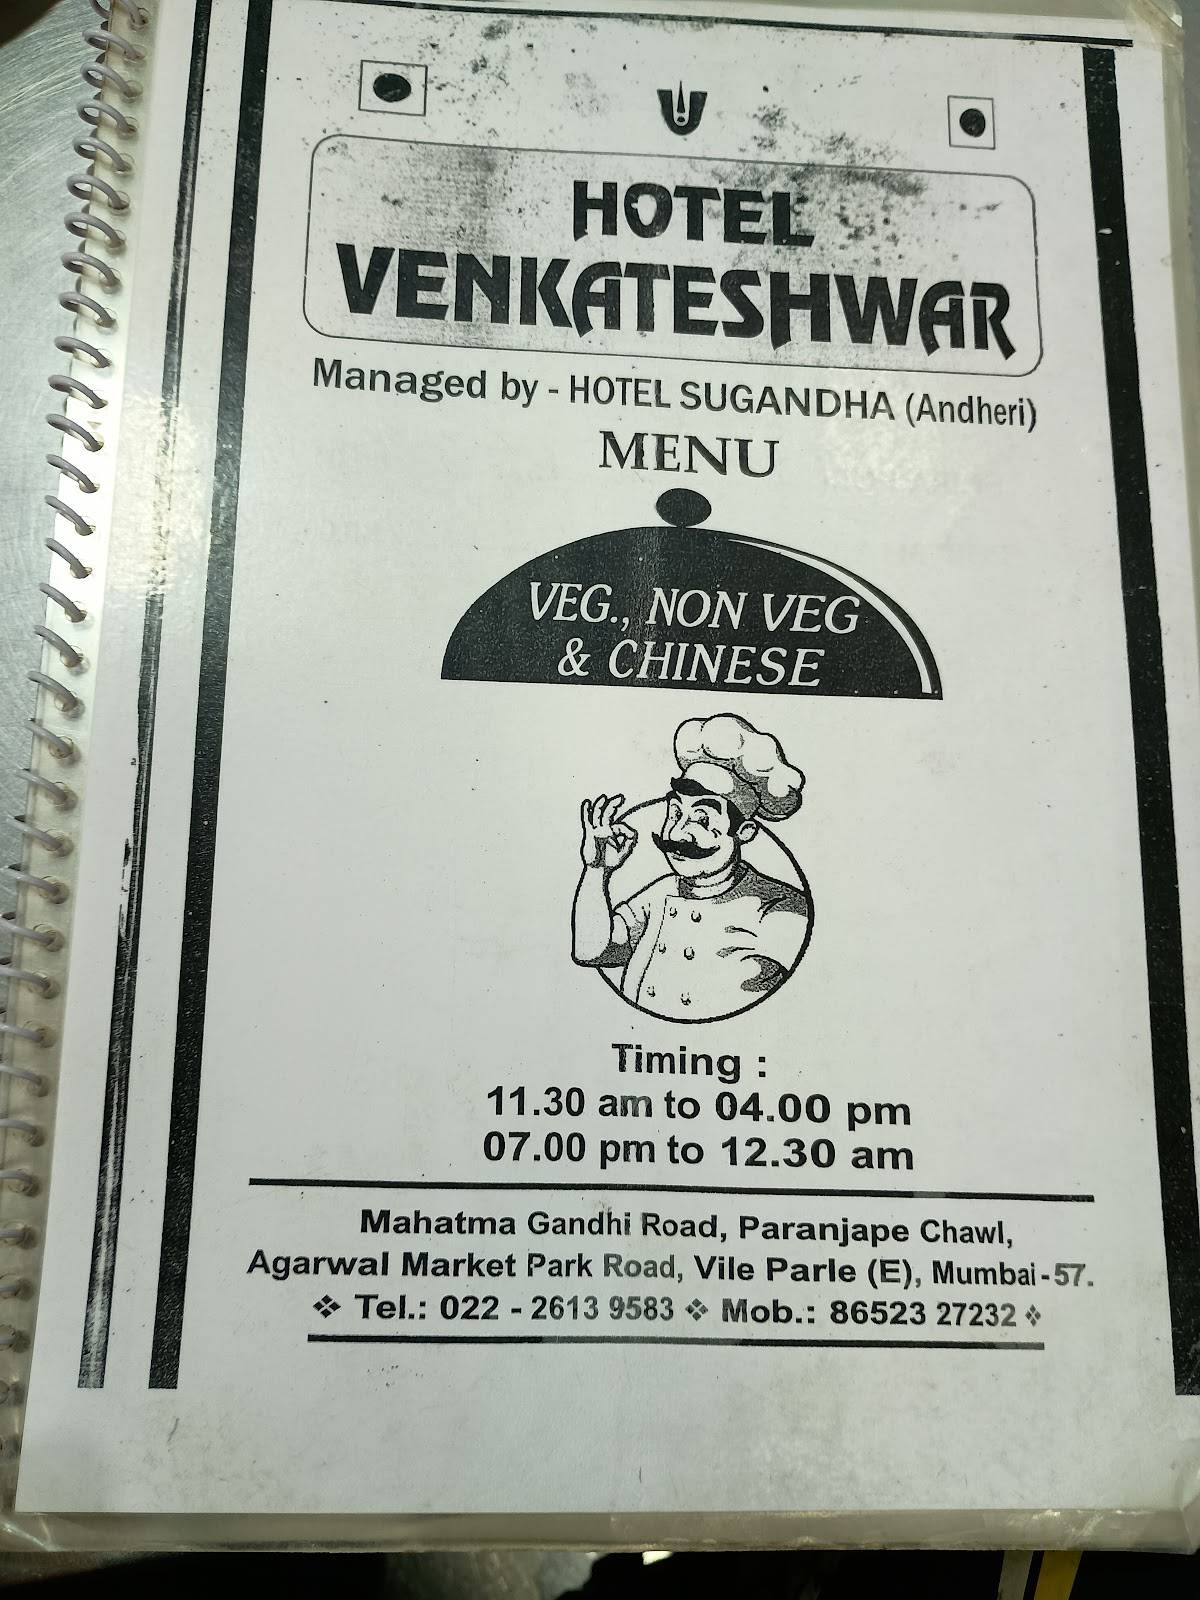 HOTEL
VENKATESHWAR
Managed by - HOTEL SUGANDHA (Andheri)
MENU
VEG., NON VEG
& CHINESE
Timing :
11.30 am to 04.00 pm
07.00 pm to 12.30 am
Mahatma Gandhi Road, Paranjape Chawl,
Agarwal Market Park Road, Vile Parle (E), Mumbai-57.
❖ Tel.: 022 - 2613 9583 ❖ Mob.: 86523 27232 ❖